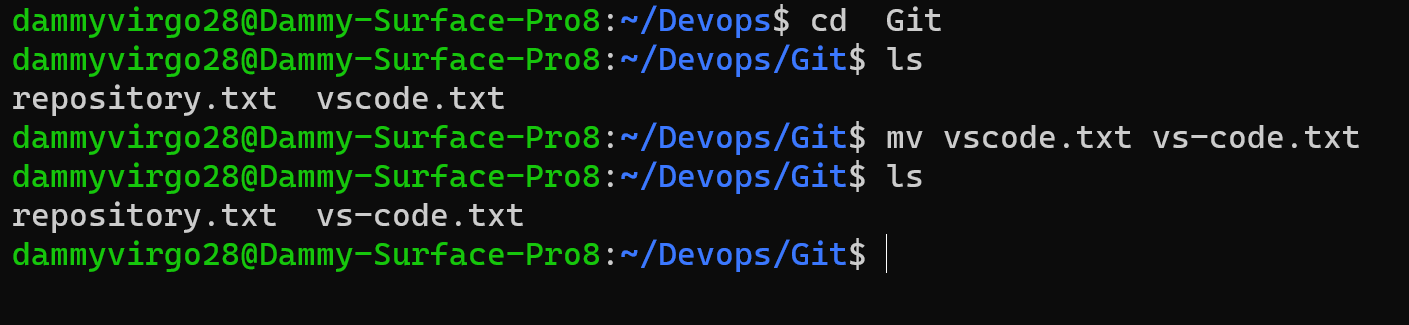 dammyvirgo28@Dammy-Surface-Pro8:~/Devops$ cd  Git
dammyvirgo28@Dammy-Surface-Pro8:~/Devops/Git$ ls
repository.txt  vscode.txt
dammyvirgo28@Dammy-Surface-Pro8:~/Devops/Git$ mv vscode.txt vs-code.txt
dammyvirgo28@Dammy-Surface-Pro8:~/Devops/Git$ ls
repository.txt  vs-code.txt
dammyvirgo28@Dammy-Surface-Pro8:~/Devops/Git$